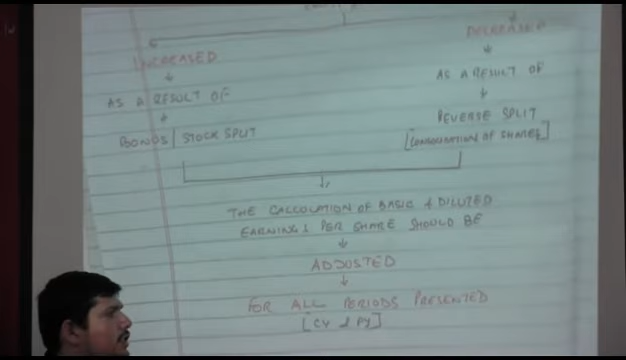 INCREASED
DECREASED
AS A RESULT OF
AS A RESULT OF
BONUS | STOCK SPLIT
REVERSE SPLIT
[CONSOLIDATION OF SHARES]
THE CALCULATION OF BASIC & DILUTED
EARNINGS PER SHARE SHOULD BE
ADJUSTED
FOR ALL PERIODS PRESENTED
[CY & PY]